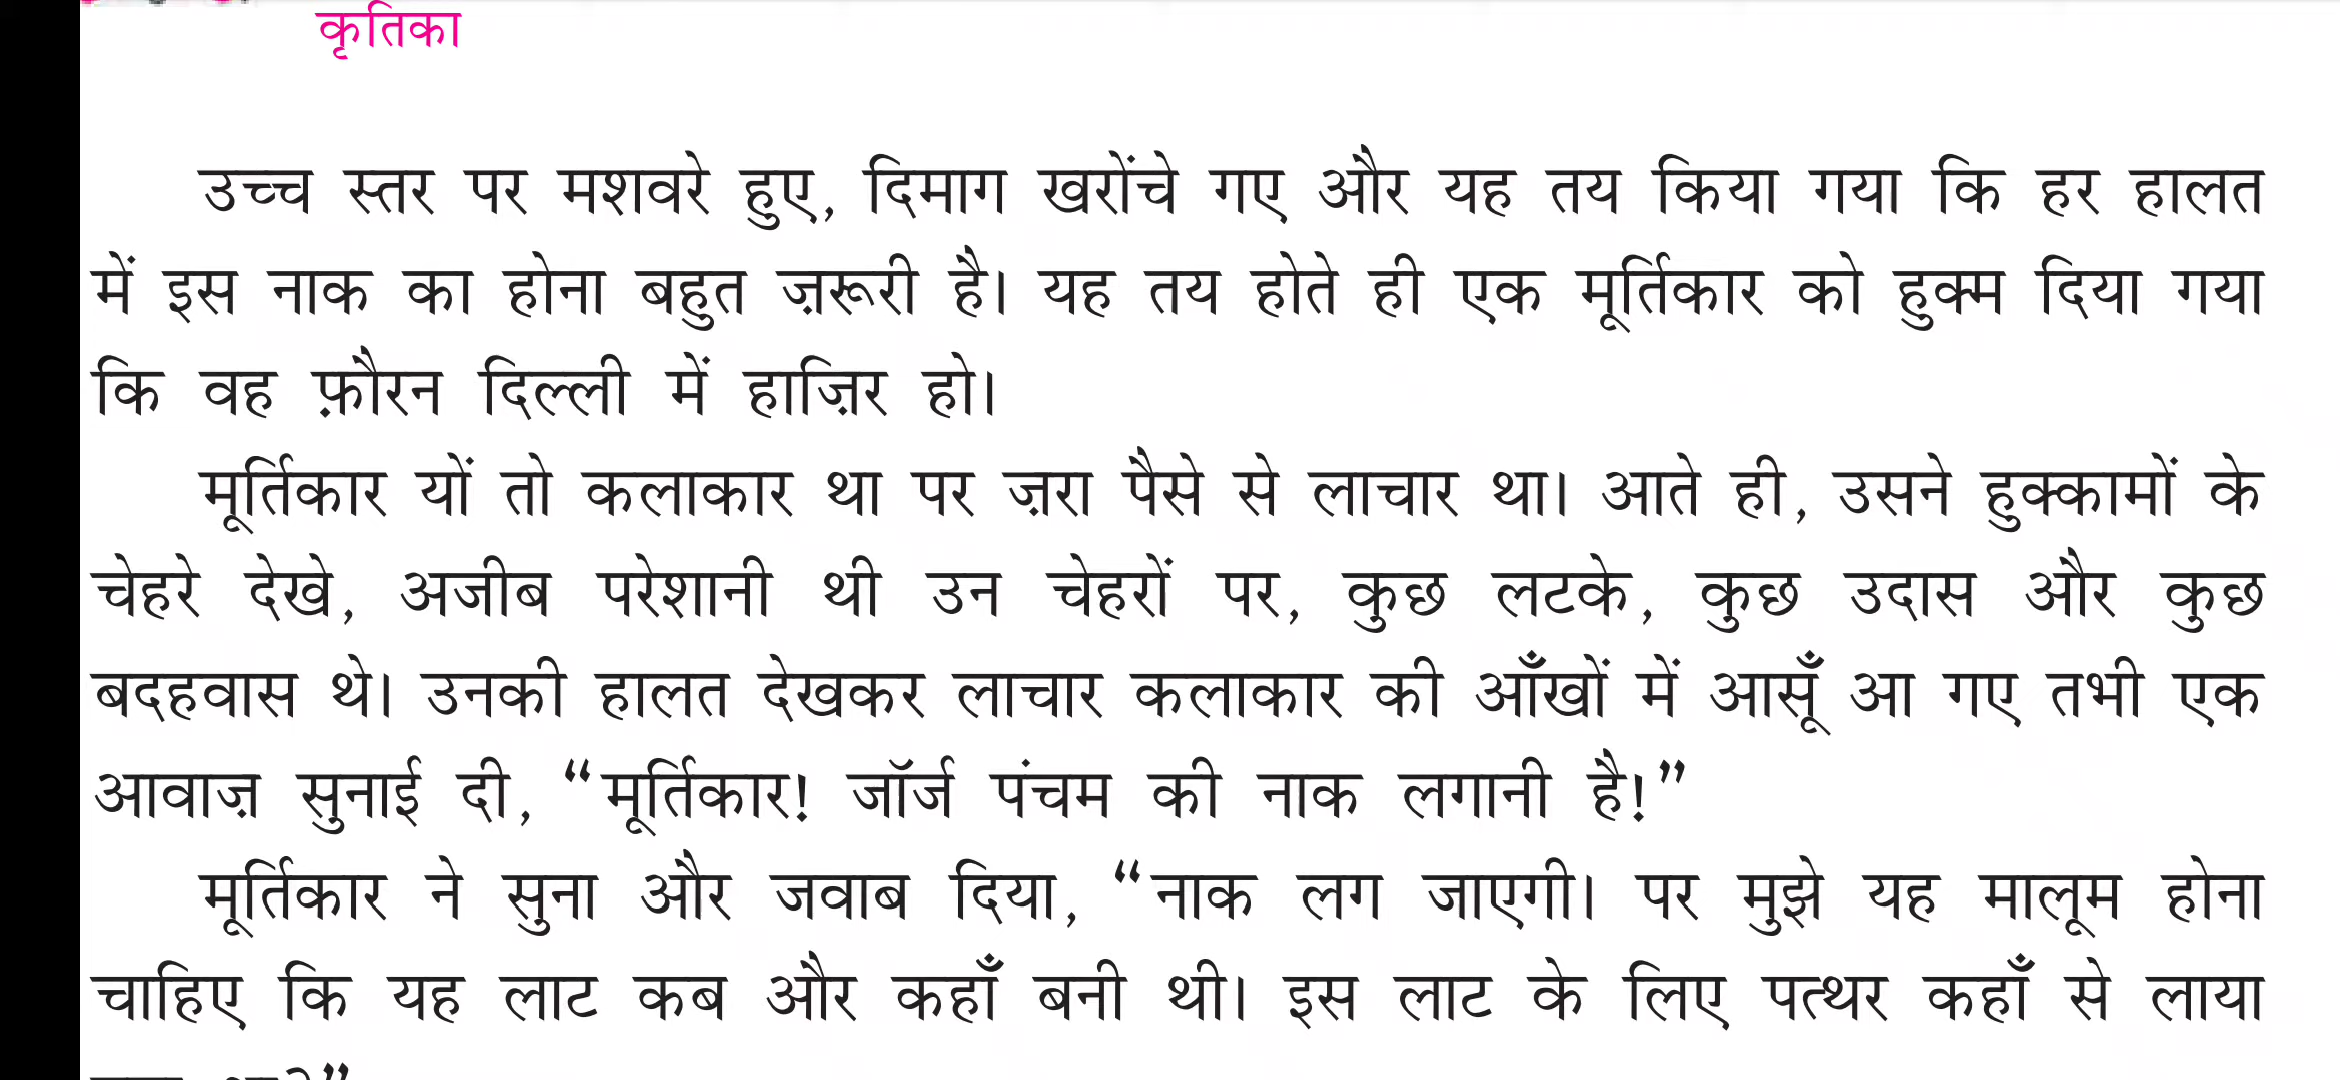 कृतिका
उच्च स्तर पर मशवरे हुए, दिमाग खरोंचे गए और यह तय किया गया कि हर हालत
में इस नाक का होना बहुत ज़रूरी है। यह तय होते ही एक मूर्तिकार को हुक्म दिया गया
कि वह फ़ौरन दिल्ली में हाज़िर हो।
मूर्तिकार यों तो कलाकार था पर ज़रा पैसे से लाचार था। आते ही, उसने हुक्कामों के
चेहरे देखे, अजीब परेशानी थी उन चेहरों पर, कुछ लटके, कुछ उदास और कुछ
बदहवास थे। उनकी हालत देखकर लाचार कलाकार की आँखों में आसूँ आ गए तभी एक
आवाज़ सुनाई दी, “मूर्तिकार! जॉर्ज पंचम की नाक लगानी है!”
मूर्तिकार ने सुना और जवाब दिया, “नाक लग जाएगी। पर मुझे यह मालूम होना
चाहिए कि यह लाट कब और कहाँ बनी थी। इस लाट के लिए पत्थर कहाँ से लाया